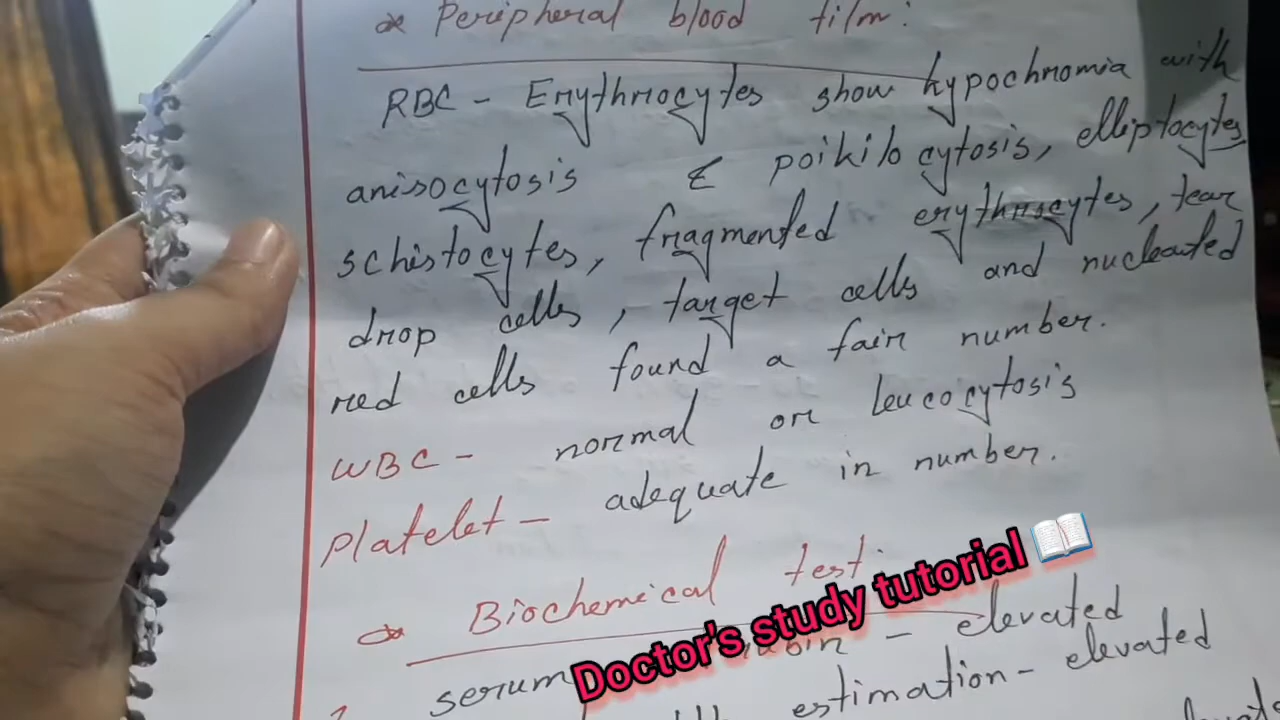 * Peripheral blood film:
RBC - Erythrocytes show hypochromia with
anisocytosis & poikilocytosis, elliptocytes
schistocytes, fragmented erythrocytes, tear
drop cells, target cells and nucleated
red cells found a fair number.
WBC - normal or leucocytosis
Platelet - adequate in number.
* Biochemical test
serum - elevated
estimation - elevated
Doctor's study tutorial 📖